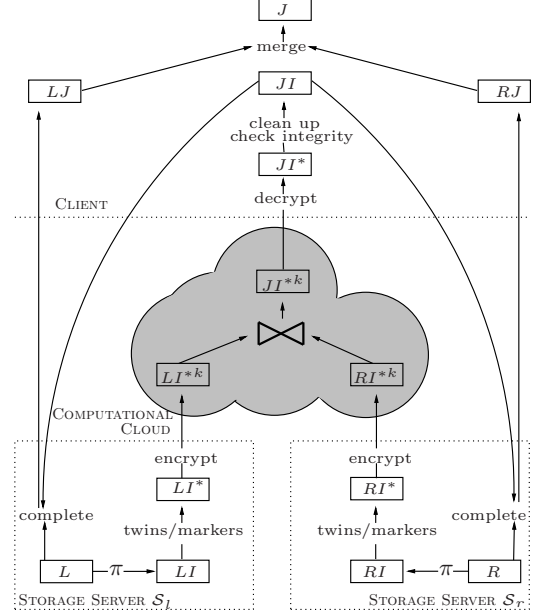 J
merge
LJ
JI
RJ
clean up
check integrity
JI*
decrypt
CLIENT
JI*k
⋈
LI*k
RI*k
COMPUTATIONAL
CLOUD
encrypt
encrypt
LI*
RI*
complete
twins/markers
twins/markers
complete
L
π
LI
RI
π
R
STORAGE SERVER Sl
STORAGE SERVER Sr